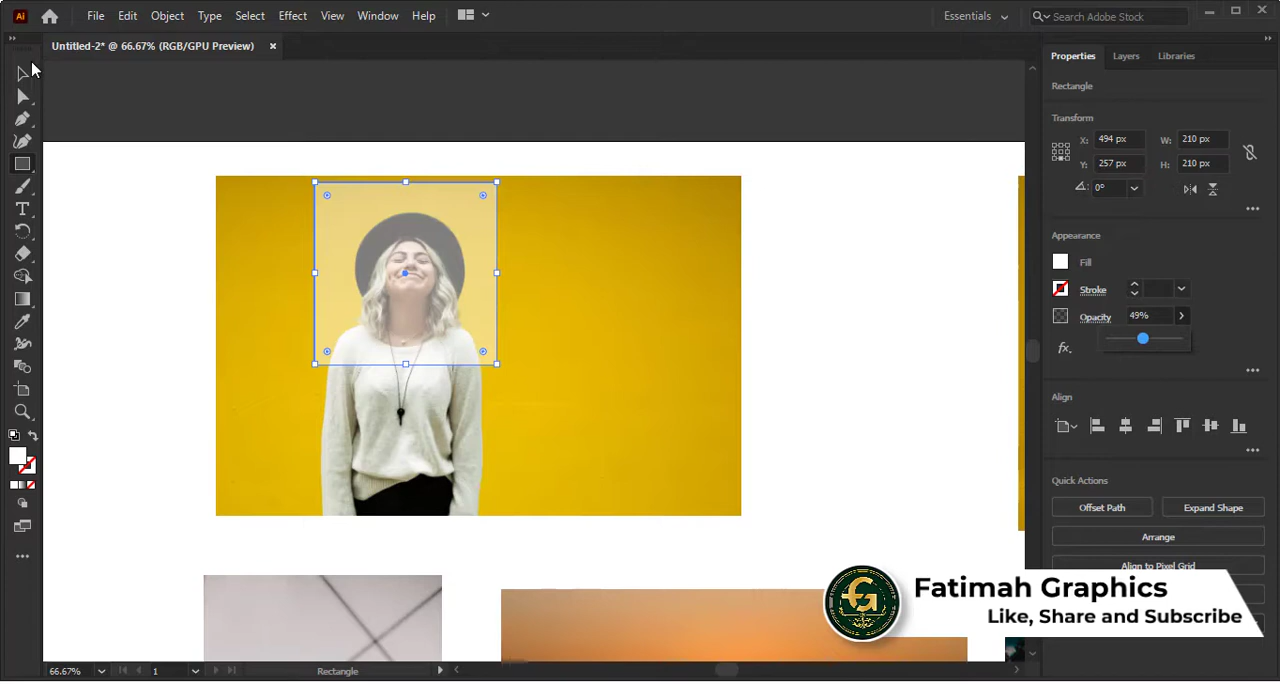 Ai File Edit Object Type Select Effect View Window Help Essentials Search Adobe Stock
Untitled-2* @ 66.67% (RGB/GPU Preview) ×
Properties Layers Libraries
Rectangle
Transform
X: 494 px W: 210 px
Y: 257 px H: 210 px
0°
Appearance
Fill
Stroke
Opacity 49%
fx.
Align
Quick Actions
Offset Path Expand Shape
Arrange
Align to Pixel Grid
Fatimah Graphics
Like, Share and Subscribe
66.67% 1 Rectangle